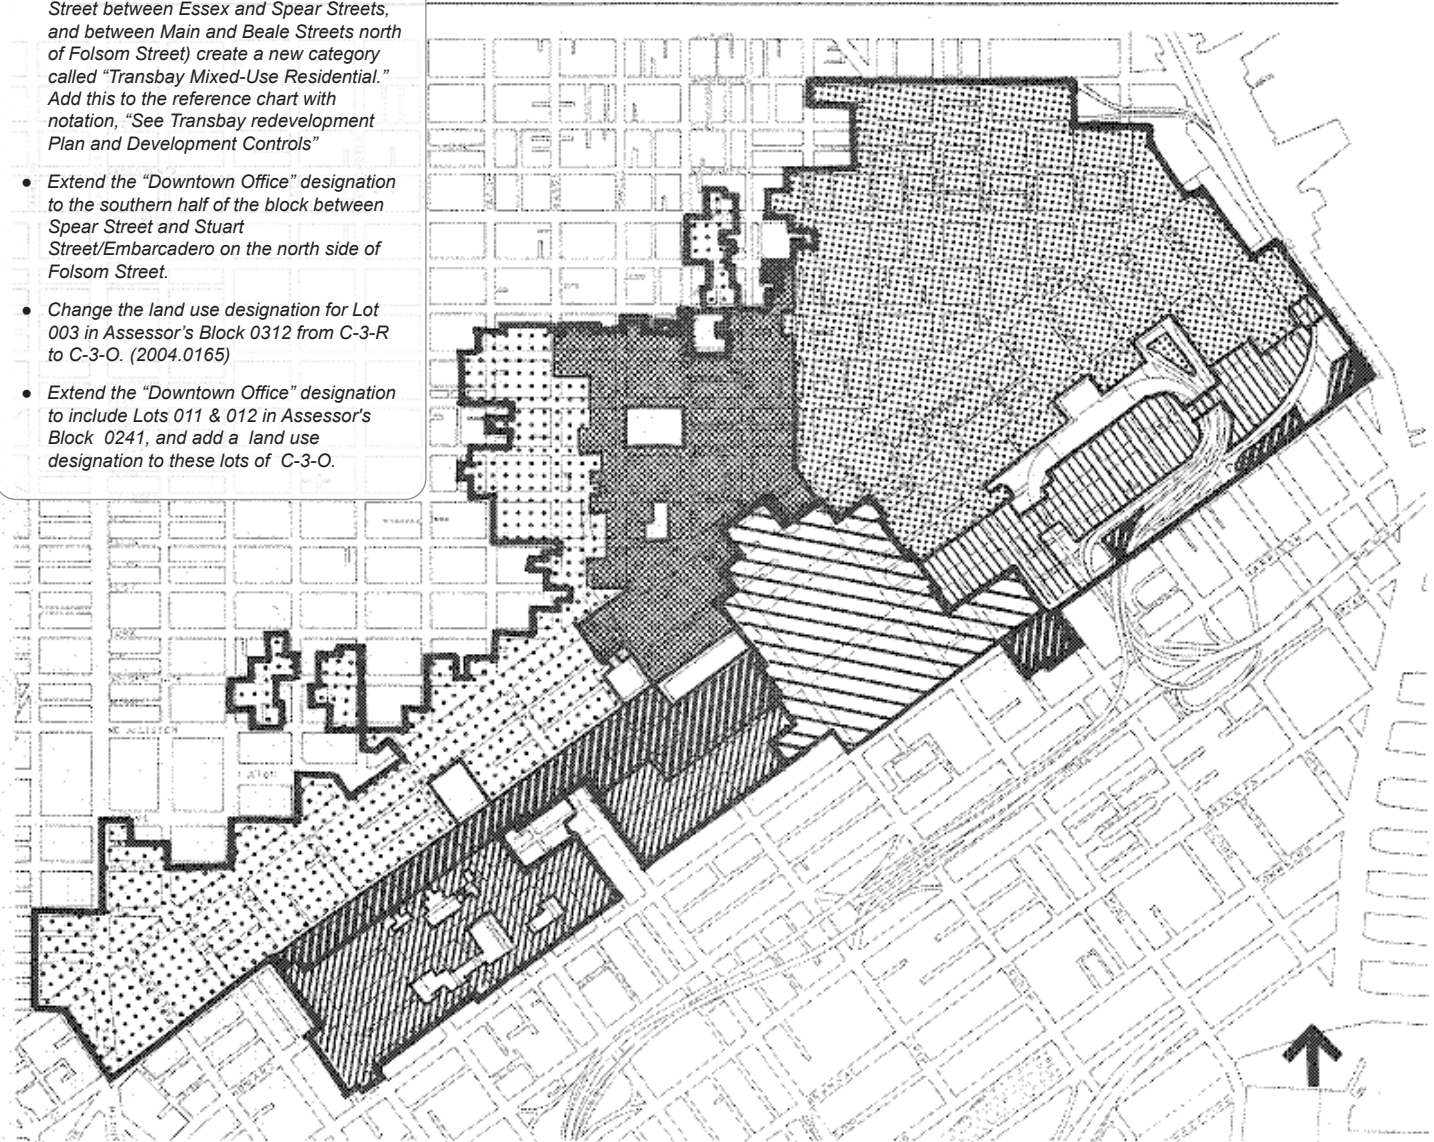 Street between Essex and Spear Streets,
and between Main and Beale Streets north
of Folsom Street) create a new category
called “Transbay Mixed-Use Residential.”
Add this to the reference chart with
notation, “See Transbay redevelopment
Plan and Development Controls”
● Extend the “Downtown Office” designation
to the southern half of the block between
Spear Street and Stuart
Street/Embarcadero on the north side of
Folsom Street.
● Change the land use designation for Lot
003 in Assessor’s Block 0312 from C-3-R
to C-3-O. (2004.0165)
● Extend the “Downtown Office” designation
to include Lots 011 & 012 in Assessor's
Block 0241, and add a land use
designation to these lots of C-3-O.